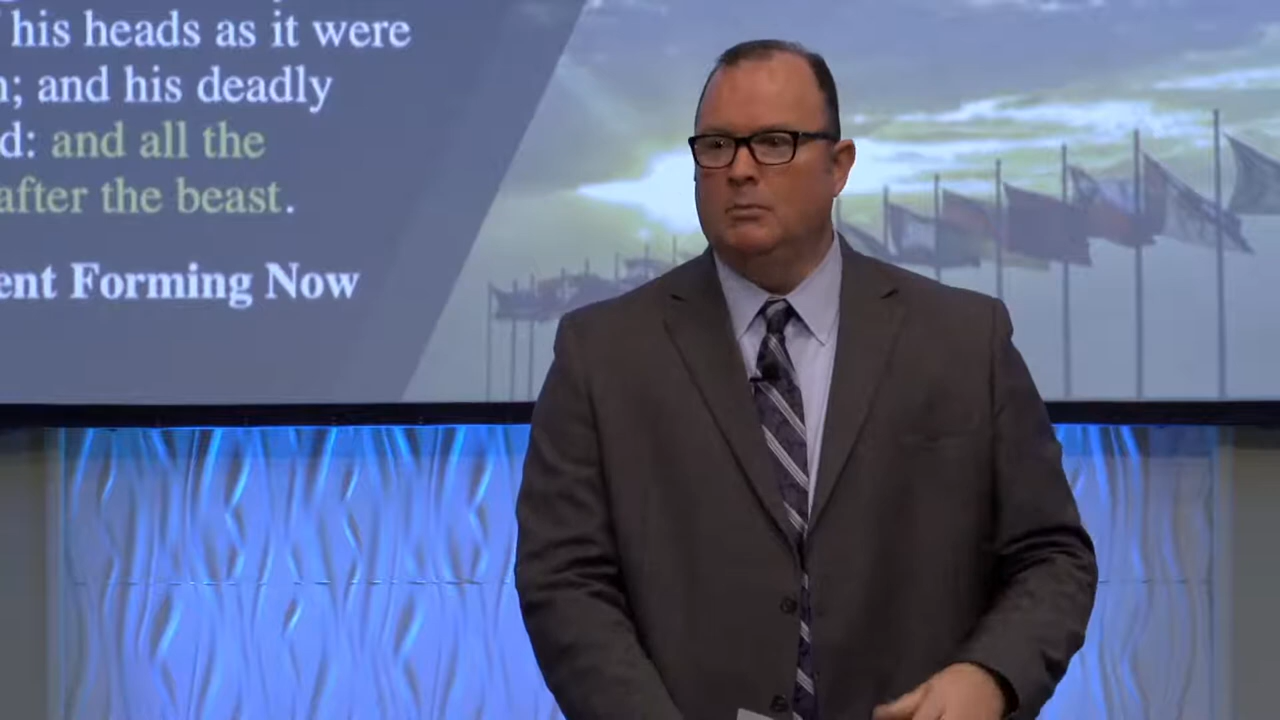 his heads as it were
; and his deadly
d: and all the
after the beast.
ent Forming Now